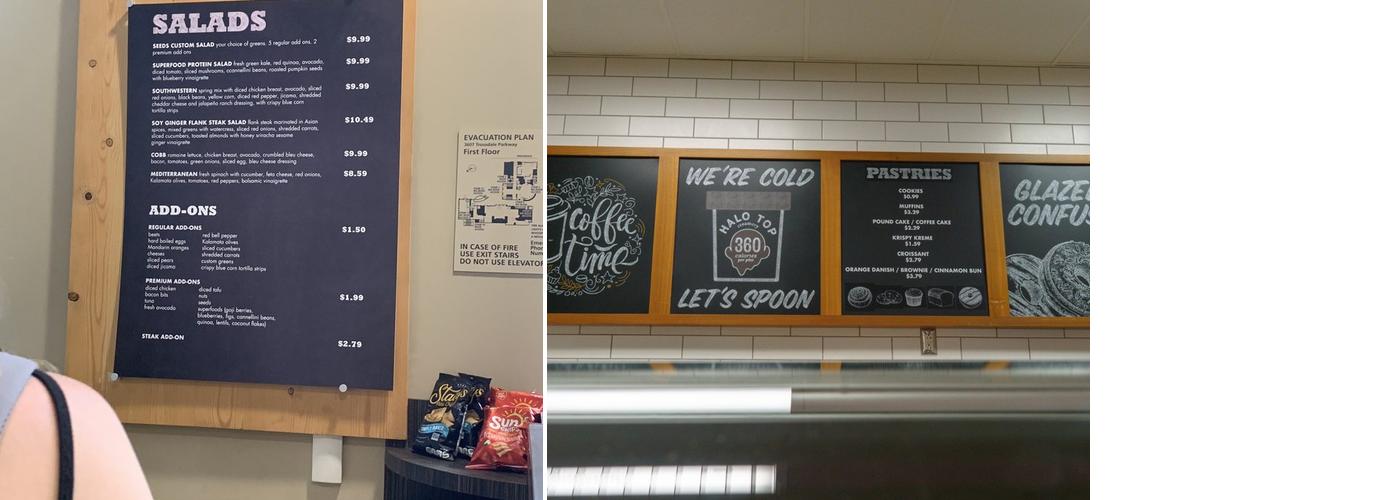 SALADS
SEEDS CUSTOM SALAD your choice of greens. 5 regular add ons. 2 $9.99
premium add ons
SUPERFOOD PROTEIN SALAD fresh green kale, red quinoa, avocado, $9.99
diced tomato, sliced mushrooms, ccannellini beans, roasted pumpkin seeds
with blueberry vinaigrette
SOUTHWESTERN spring mix with diced chicken breast, avocado, sliced $9.99
red onions, black beans, yellow corn, diced red pepper, jicama, shredded
cheddar cheese and jalapeño ranch dressing, with crispy blue corn
tortilla strips
SOY GINGER FLANK STEAK SALAD flank steak marinated in Asian $10.49
spices, mixed greens with watercress, sliced red onions, shredded carrots,
sliced cucumbers, toasted almonds with honey sriracha sesame
ginger vinaigrette
COBB romaine lettuce, chicken breast, avocado, crumbled bleu cheese, $9.99
bacon, tomatoes, green onions, sliced egg, bleu cheese dressing
MEDITERRANEAN fresh spinach with cucumber, feta cheese, red onions, $8.59
Kalamata olives, tomatoes, red peppers, balsamic vinaigrette
ADD-ONS
REGULAR ADD-ONS $1.50
beets
hard boiled eggs
Mandarin oranges
cheeses
sliced pears
diced jicama
red bell pepper
Kalamata olives
sliced cucumbers
shredded carrots
custom greens
crispy blue corn tortilla strips
PREMIUM ADD-ONS $1.99
diced chicken
bacon bits
tuna
fresh avocado
diced tofu
nuts
seeds
superfoods (goji berries,
blueberries, figs, cannellini beans,
quinoa, lentils, coconut flakes)
STEAK ADD-ON $2.79
EVACUATION PLAN
3607 Trousdale Parkway
First Floor
IN CASE OF FIRE
USE EXIT STAIRS
DO NOT USE ELEVATOR
Sun
coffee
time
WE'RE COLD
HALO TOP
360
calories
per pint
LET'S SPOON
PASTRIES
COOKIES
$0.99
MUFFINS
$3.29
POUND CAKE / COFFEE CAKE
$2.29
KRISPY KREME
$1.59
CROISSANT
$2.79
ORANGE DANISH / BROWNIE / CINNAMON BUN
$3.79
GLAZED
CONFUS